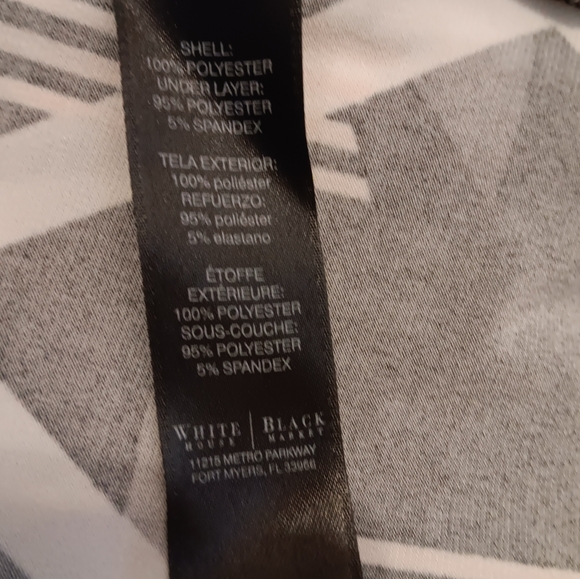 SHELL:
100% POLYESTER
UNDER LAYER:
95% POLYESTER
5% SPANDEX
TELA EXTERIOR:
100% poliéster
REFUERZO:
95% poliéster
5% elastano
ÉTOFFE
EXTÉRIEURE:
100% POLYESTER
SOUS-COUCHE:
95% POLYESTER
5% SPANDEX
WHITE | BLACK
HOUSE MARKET
11215 METRO PARKWAY
FORT MYERS, FL 33966